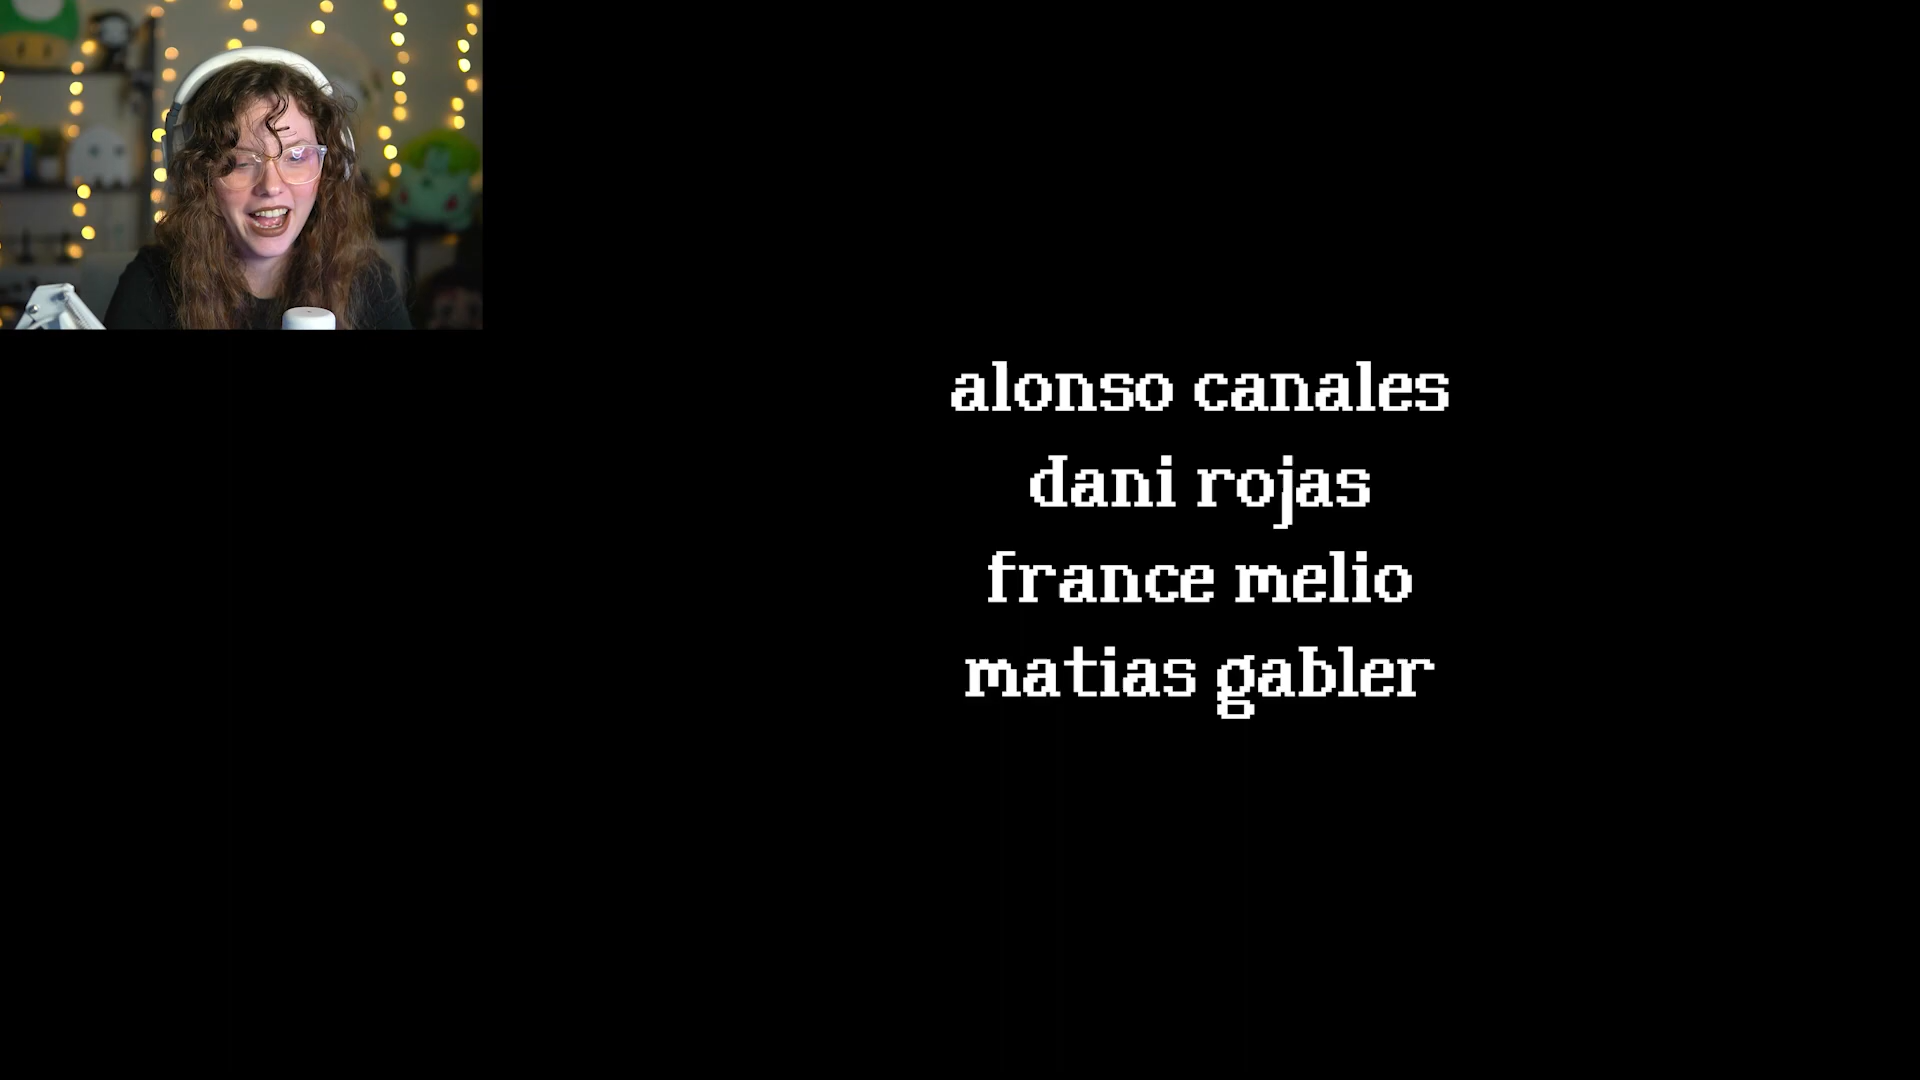 alonso canales
dani rojas
france melio
matias gabler